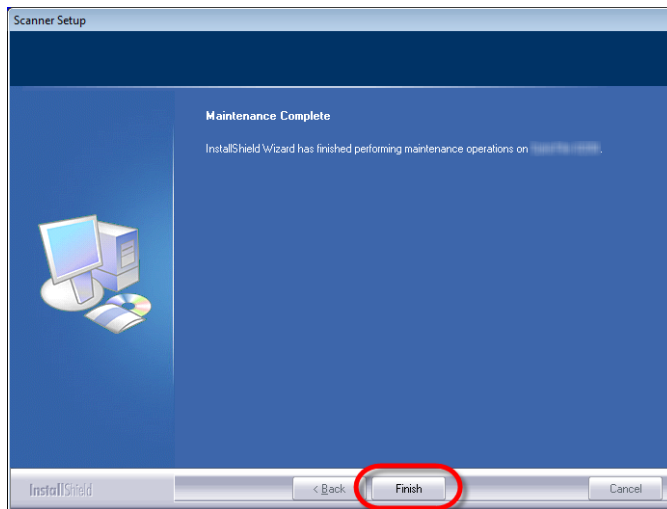 Scanner Setup
Maintenance Complete
InstallShield Wizard has finished performing maintenance operations on .
InstallShield
< Back
Finish
Cancel